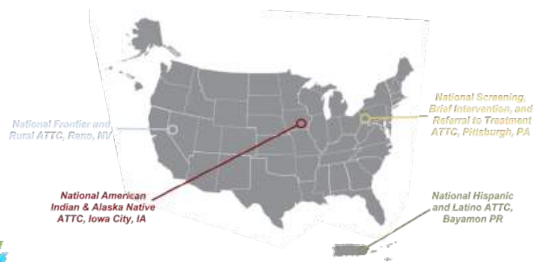 National Screening,
Brief Intervention, and
Referral to Treatment
ATTC, Pittsburgh, PA
National Frontier and
Rural ATTC, Reno, NV
National American
Indian & Alaska Native
ATTC, Iowa City, IA
National Hispanic
and Latino ATTC,
Bayamon PR